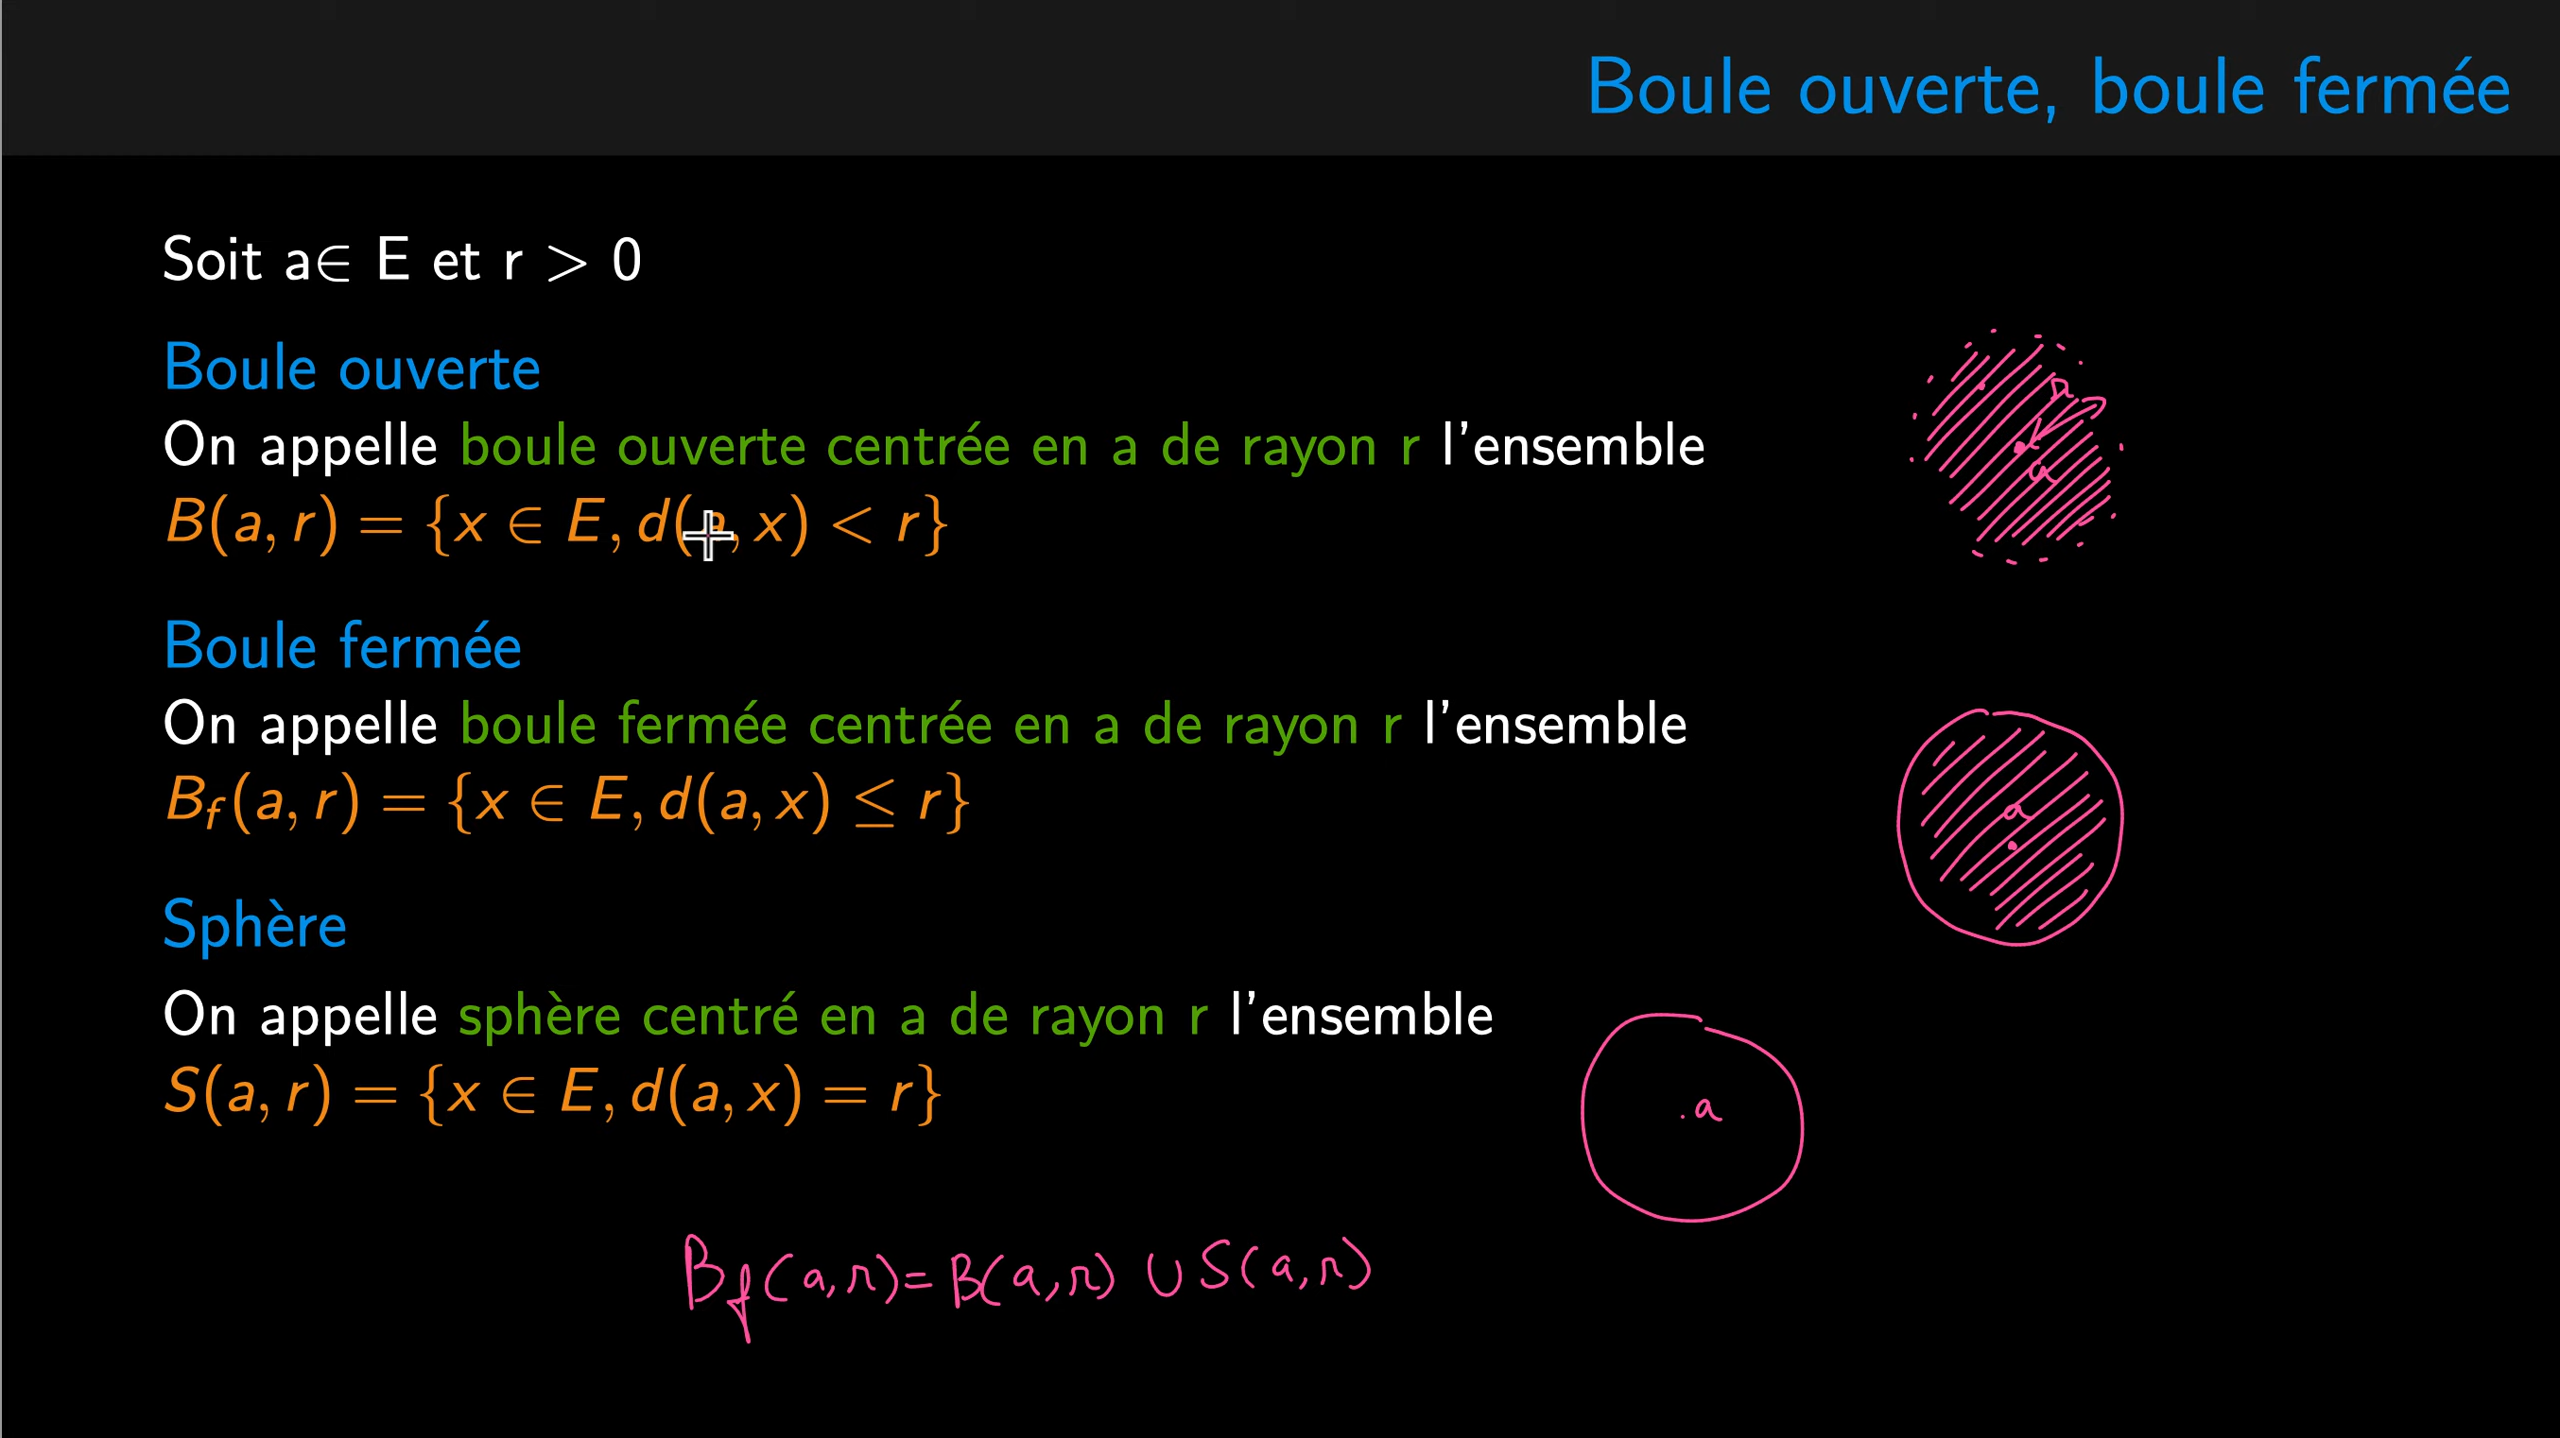 Boule ouverte, boule fermée
Soit a∈ E et r > 0
Boule ouverte
On appelle boule ouverte centrée en a de rayon r l'ensemble
B(a, r) = {x ∈ E, d(a, x) < r}
r
a
Boule fermée
On appelle boule fermée centrée en a de rayon r l'ensemble
B_f(a, r) = {x ∈ E, d(a, x) ≤ r}
a
Sphère
On appelle sphère centré en a de rayon r l'ensemble
S(a, r) = {x ∈ E, d(a, x) = r}
a
B_f(a, r) = B(a, r) ∪ S(a, r)